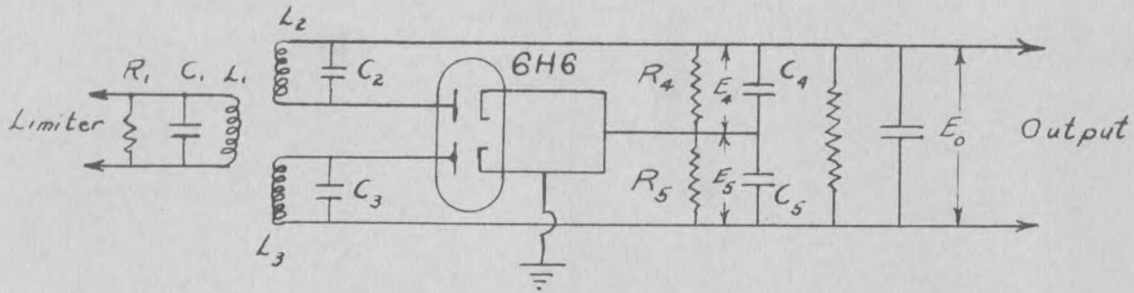 L2
R1 C1 L1
C2
6H6
R4
E4
C4
Limiter
E0
Output
C3
R5
E5
C5
L3